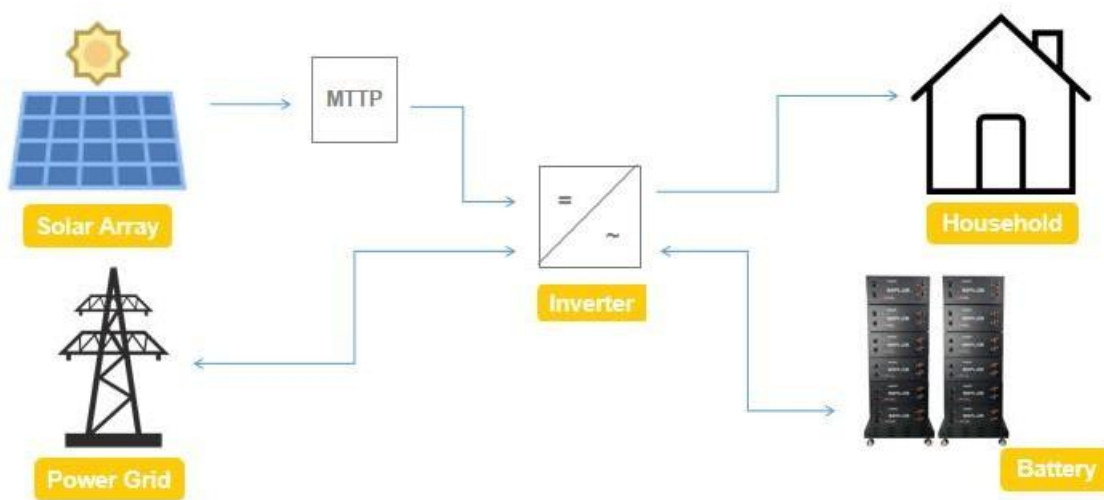 MTTP
Solar Array
=
~
Household
Inverter
Power Grid
Battery